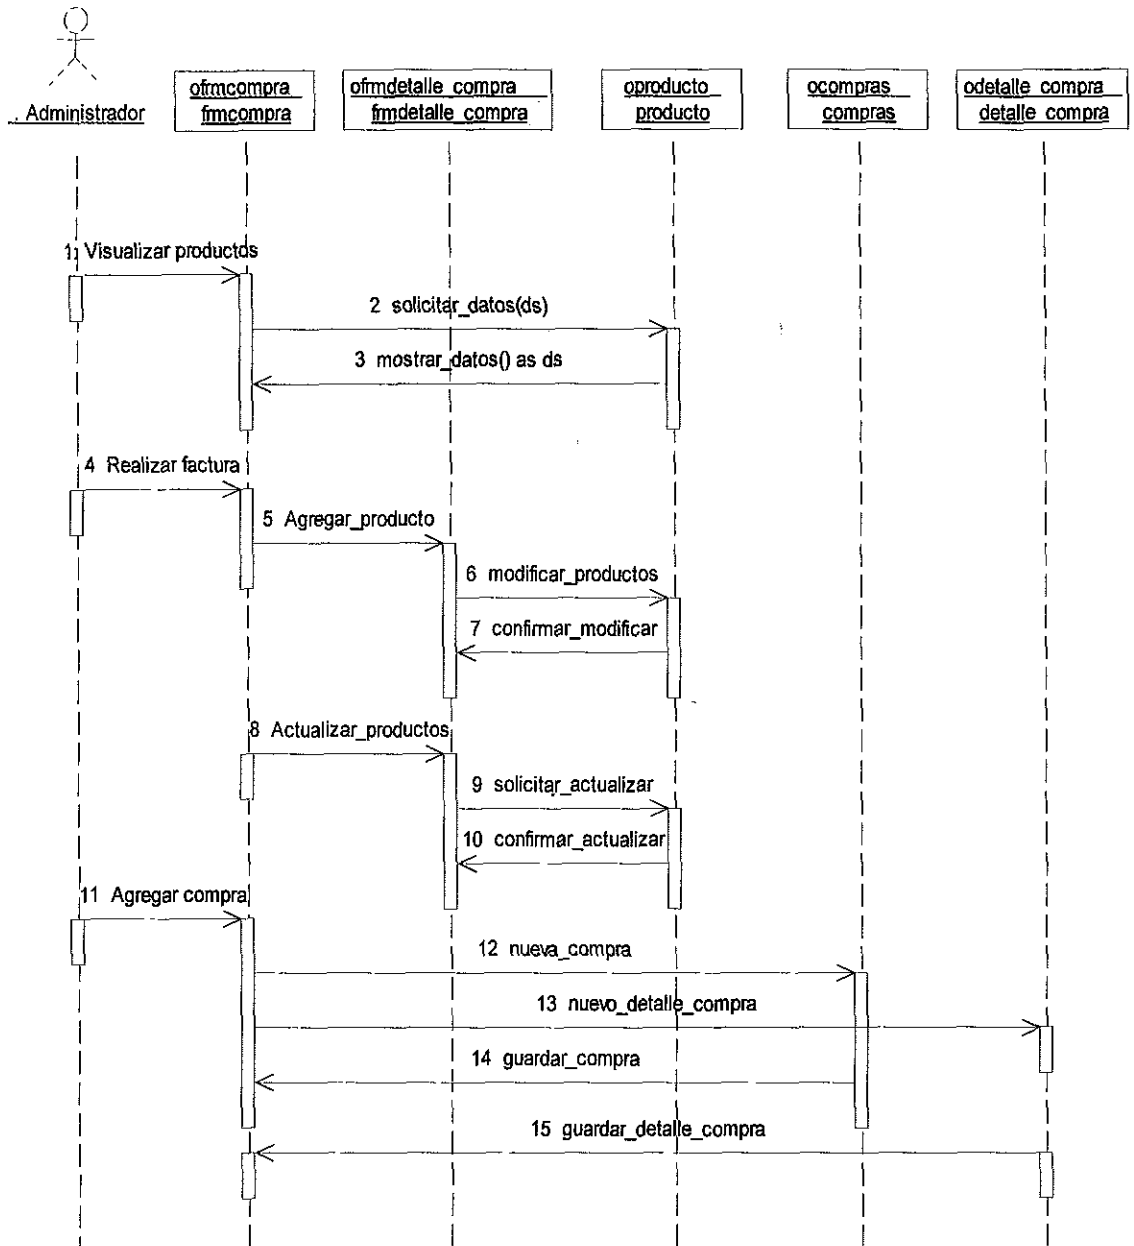 Administrador
ofrmcompra
frmcompra
ofrmdetalle_compra
frmdetalle_compra
oproducto
producto
ocompras
compras
odetalle_compra
detalle_compra
1: Visualizar productos
2 solicitar_datos(ds)
3 mostrar_datos() as ds
4 Realizar factura
5 Agregar_producto
6 modificar_productos
7 confirmar_modificar
8 Actualizar_productos
9 solicitar_actualizar
10 confirmar_actualizar
11 Agregar compra
12 nueva_compra
13 nuevo_detalle_compra
14 guardar_compra
15 guardar_detalle_compra